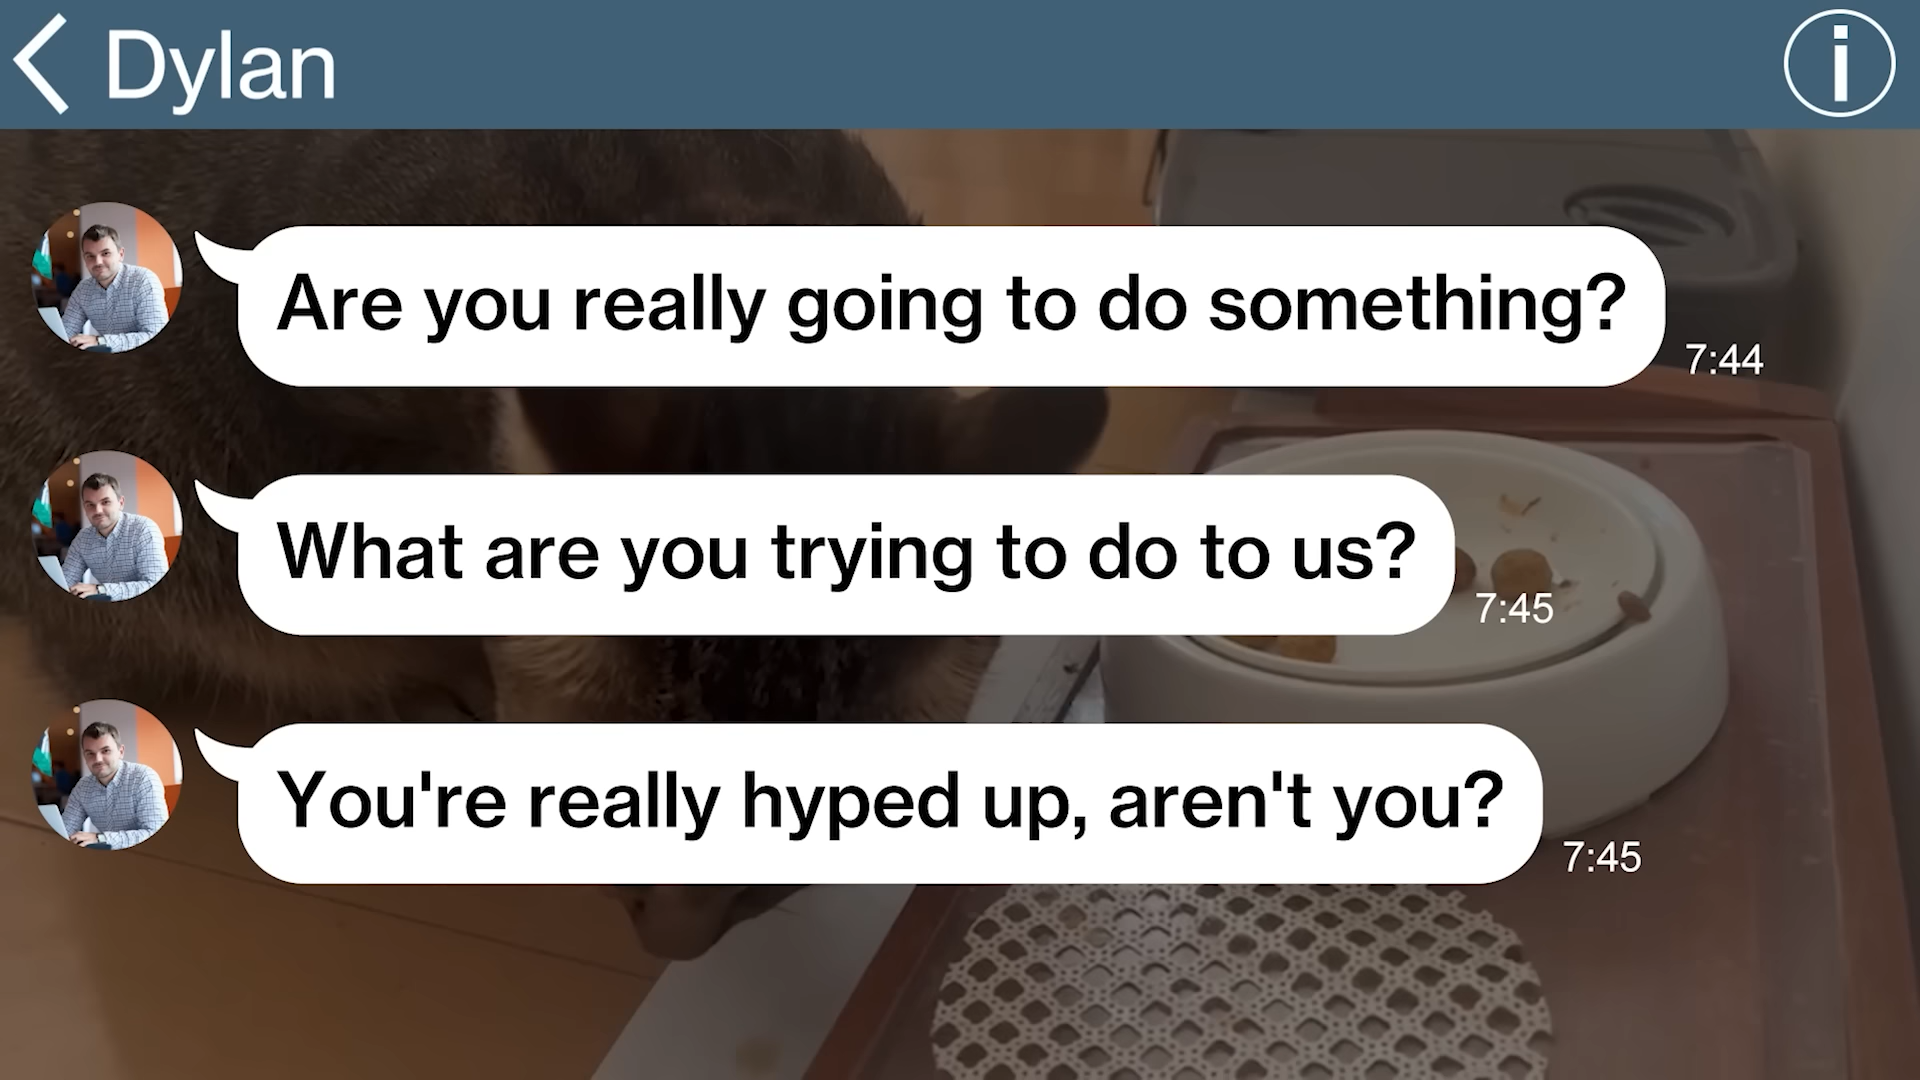 Dylan
Are you really going to do something?
7:44
What are you trying to do to us?
7:45
You're really hyped up, aren't you?
7:45